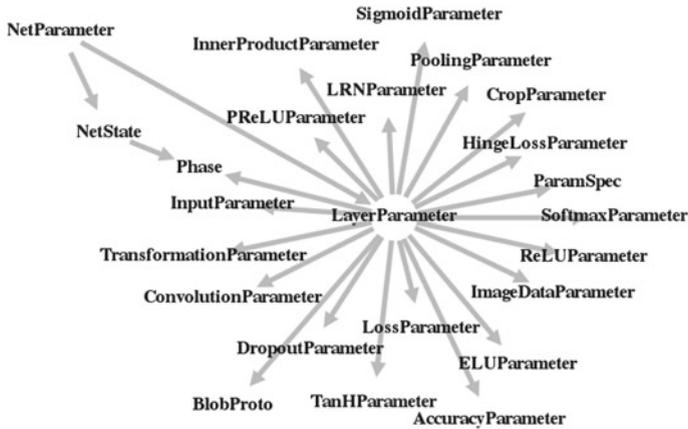 SigmoidParameter
NetParameter
InnerProductParameter
PoolingParameter
LRNParameter
CropParameter
PReLUParameter
NetState
HingeLossParameter
Phase
ParamSpec
InputParameter
LayerParameter
SoftmaxParameter
TransformationParameter
ReLUParameter
ConvolutionParameter
ImageDataParameter
LossParameter
DropoutParameter
ELUParameter
BlobProto
TanHParameter
AccuracyParameter